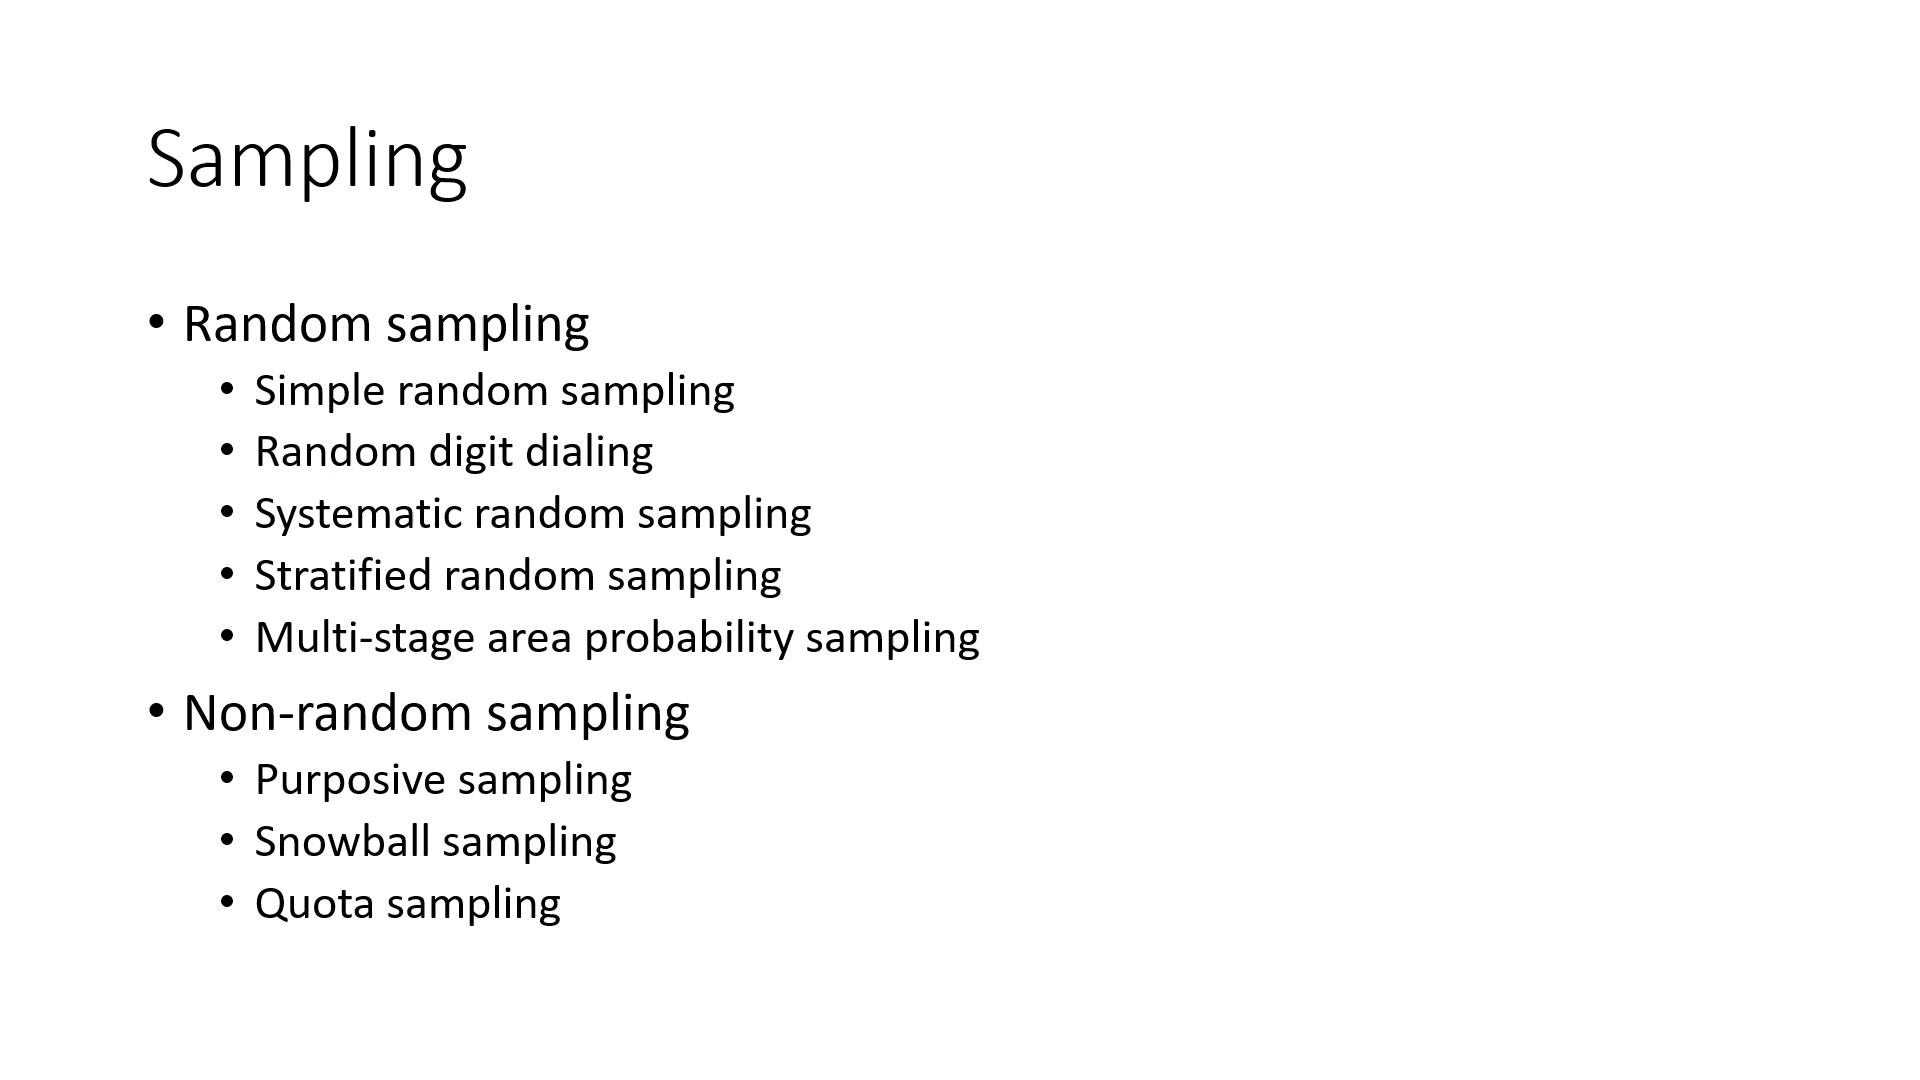 Sampling
• Random sampling
• Simple random sampling
• Random digit dialing
• Systematic random sampling
• Stratified random sampling
• Multi-stage area probability sampling
• Non-random sampling
• Purposive sampling
• Snowball sampling
• Quota sampling